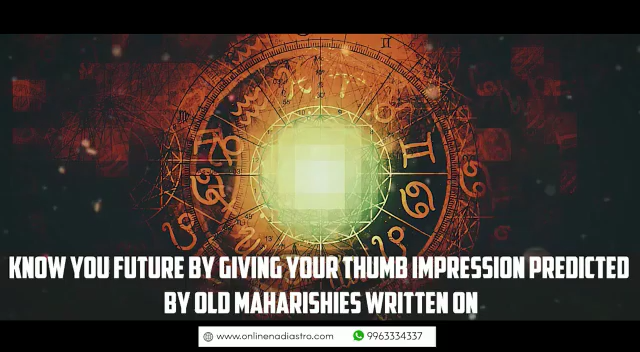 KNOW YOU FUTURE BY GIVING YOUR THUMB IMPRESSION PREDICTED
BY OLD MAHARISHIES WRITTEN ON
www.onlinenadiastro.com 9963334337